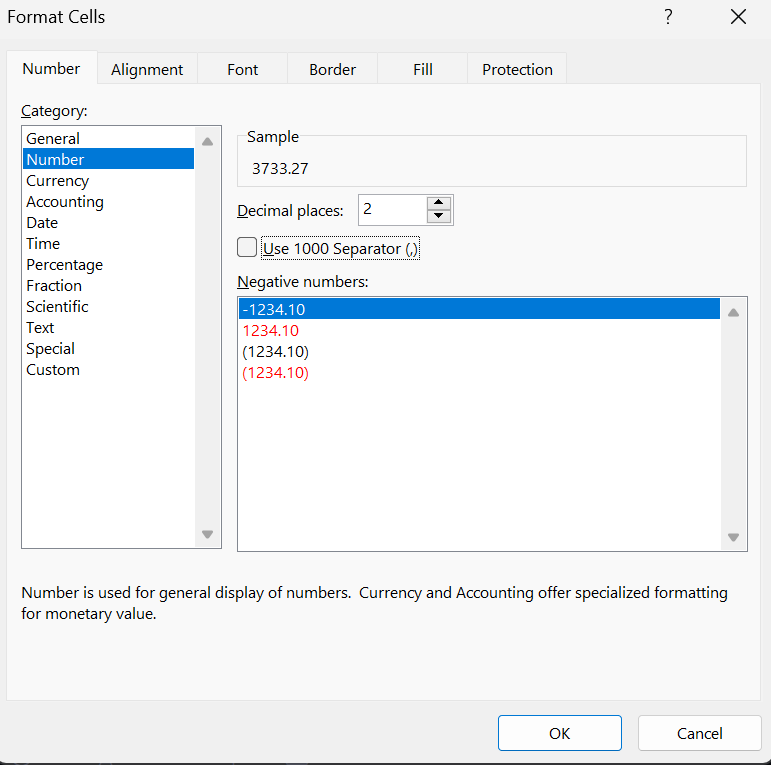 Format Cells ?
Number Alignment Font Border Fill Protection
Category:
General
Number
Currency
Accounting
Date
Time
Percentage
Fraction
Scientific
Text
Special
Custom
Sample
3733.27
Decimal places: 2
Use 1000 Separator (,)
Negative numbers:
-1234.10
1234.10
(1234.10)
(1234.10)
Number is used for general display of numbers.  Currency and Accounting offer specialized formatting
for monetary value.
OK Cancel